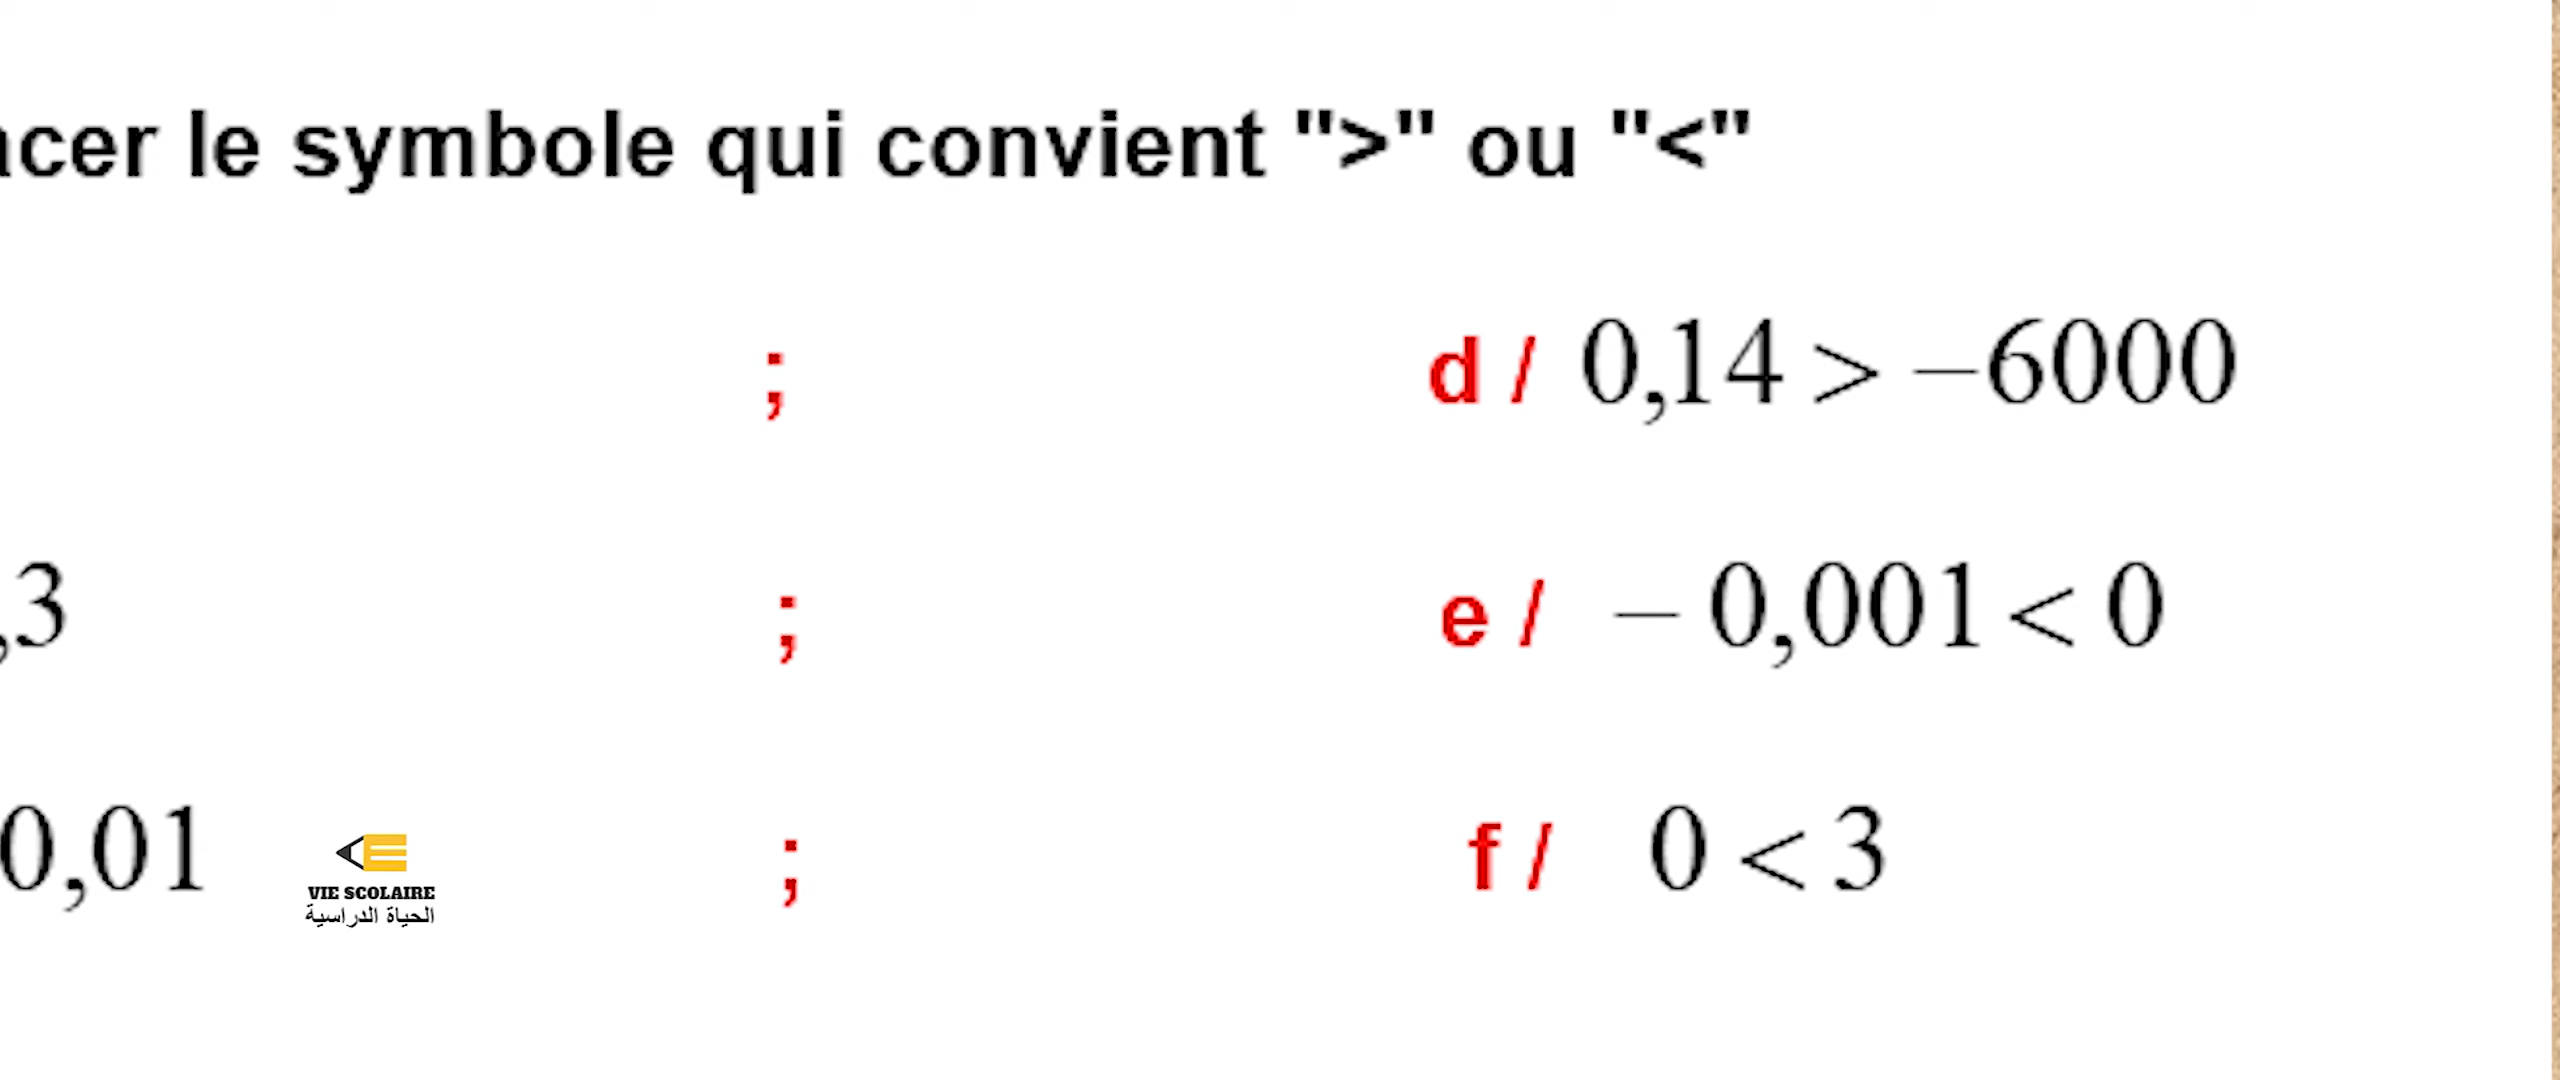 cer le symbole qui convient ">" ou "<"
; d / 0,14 > −6000
,3 ; e / − 0,001 < 0
0,01 ; f / 0 < 3
VIE SCOLAIRE
الحياة الدراسية